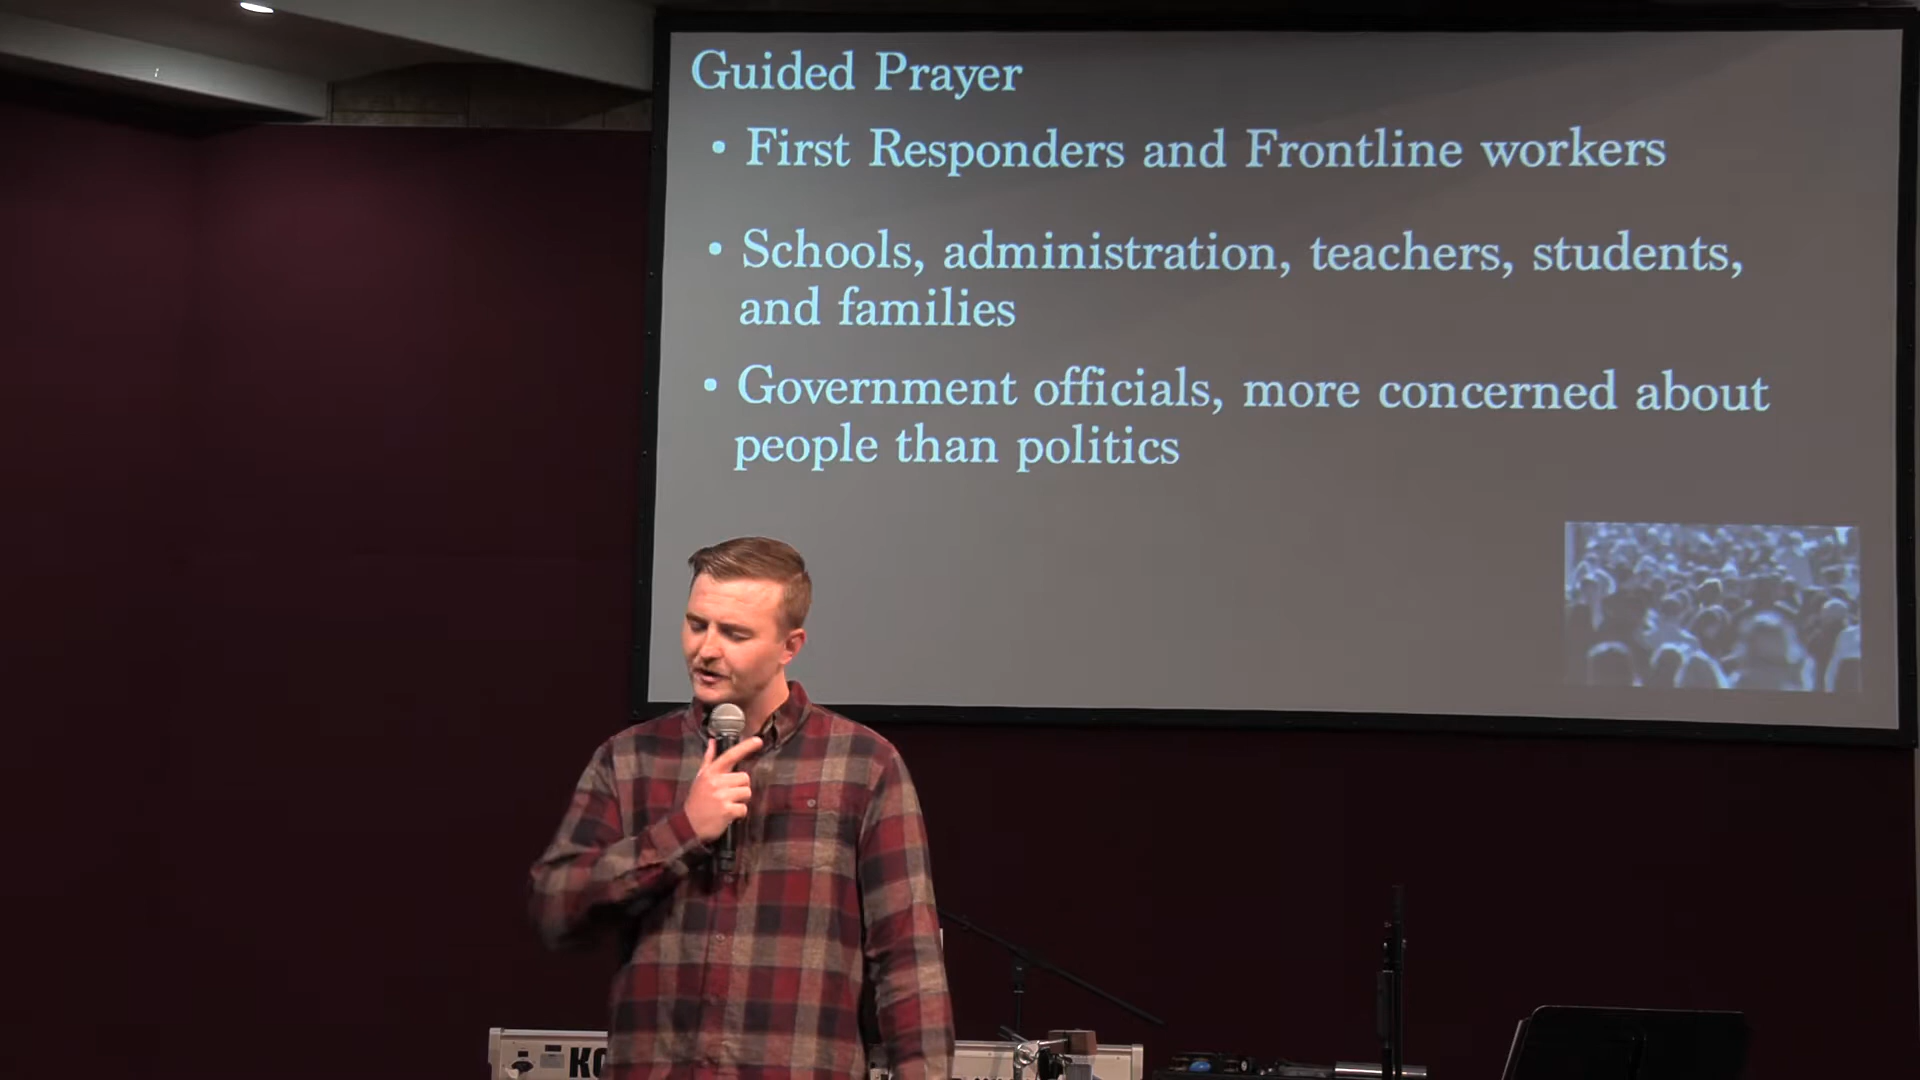 Guided Prayer
• First Responders and Frontline workers
• Schools, administration, teachers, students,
and families
• Government officials, more concerned about
people than politics
KO